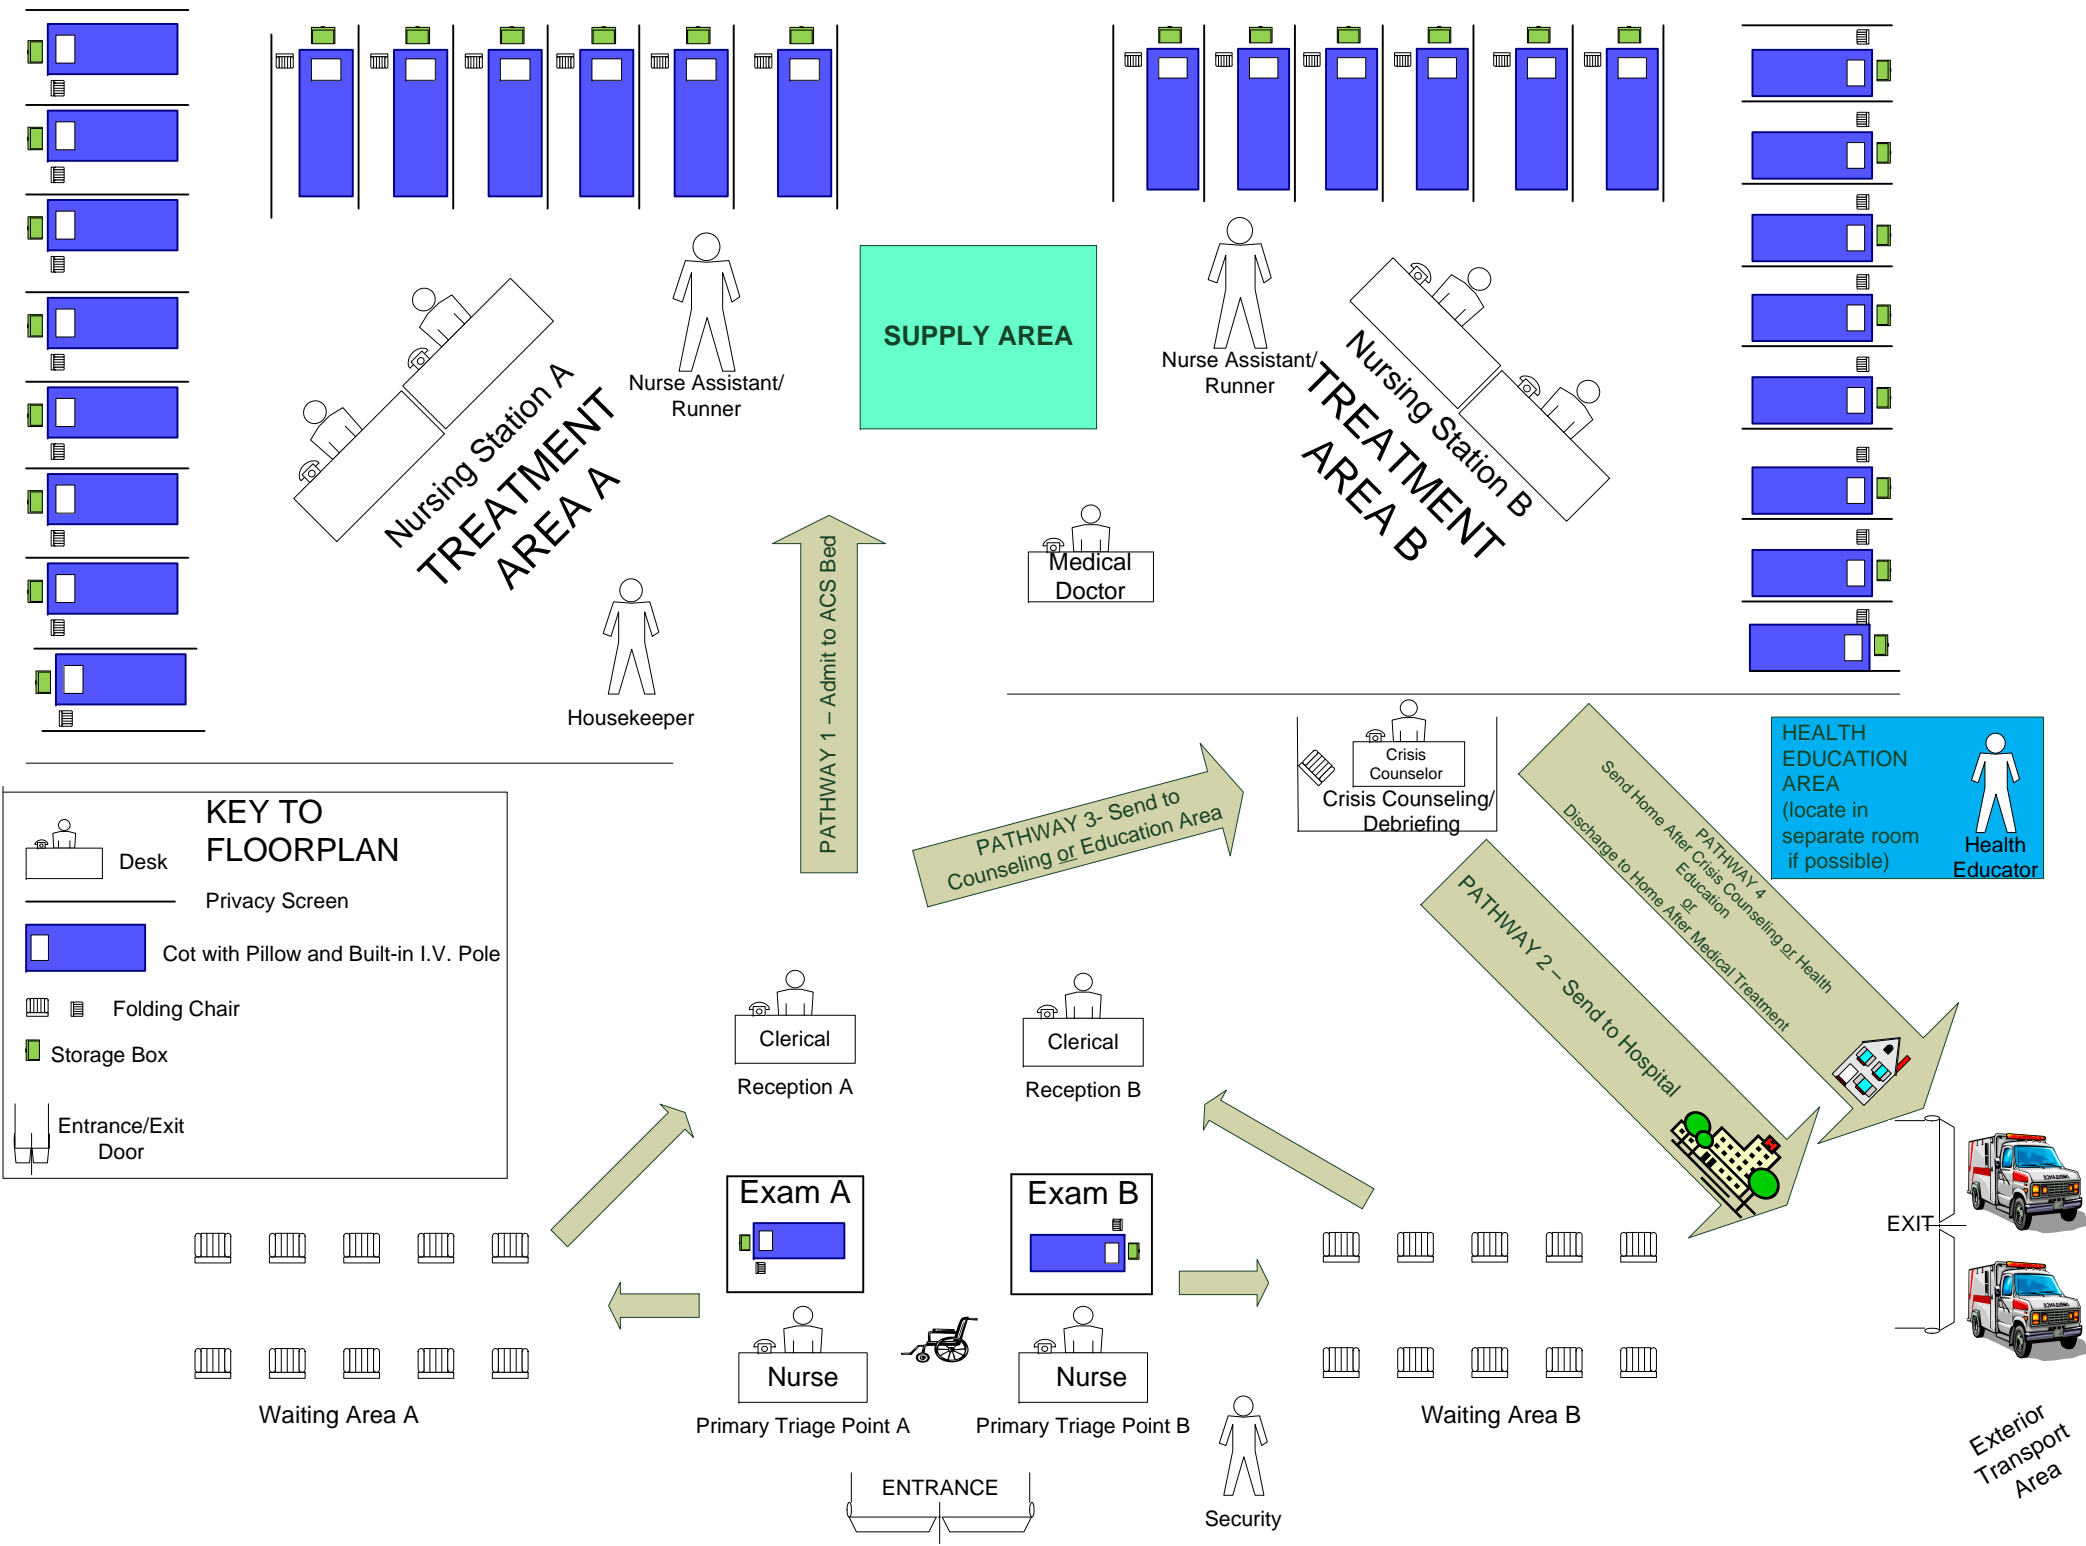 SUPPLY AREA
Nurse Assistant/
Runner
Nurse Assistant/
Runner
Nursing Station A
TREATMENT
AREA A
Nursing Station B
TREATMENT
AREA B
Medical
Doctor
Housekeeper
PATHWAY 1 – Admit to ACS Bed
PATHWAY 3- Send to
Counseling or Education Area
Crisis
Counselor
Crisis Counseling/
Debriefing
PATHWAY 4
Send Home After Crisis Counseling or Health
Education
or
Discharge to Home After Medical Treatment
PATHWAY 2 – Send to Hospital
HEALTH
EDUCATION
AREA
(locate in
separate room
if possible)
Health
Educator
KEY TO
FLOORPLAN
Desk
Privacy Screen
Cot with Pillow and Built-in I.V. Pole
Folding Chair
Storage Box
Entrance/Exit
Door
Clerical
Reception A
Clerical
Reception B
Exam A
Exam B
H
EXIT
AMBULANCE
AMBULANCE
Nurse
Primary Triage Point A
Nurse
Primary Triage Point B
Waiting Area A
Waiting Area B
Exterior
Transport
Area
ENTRANCE
Security